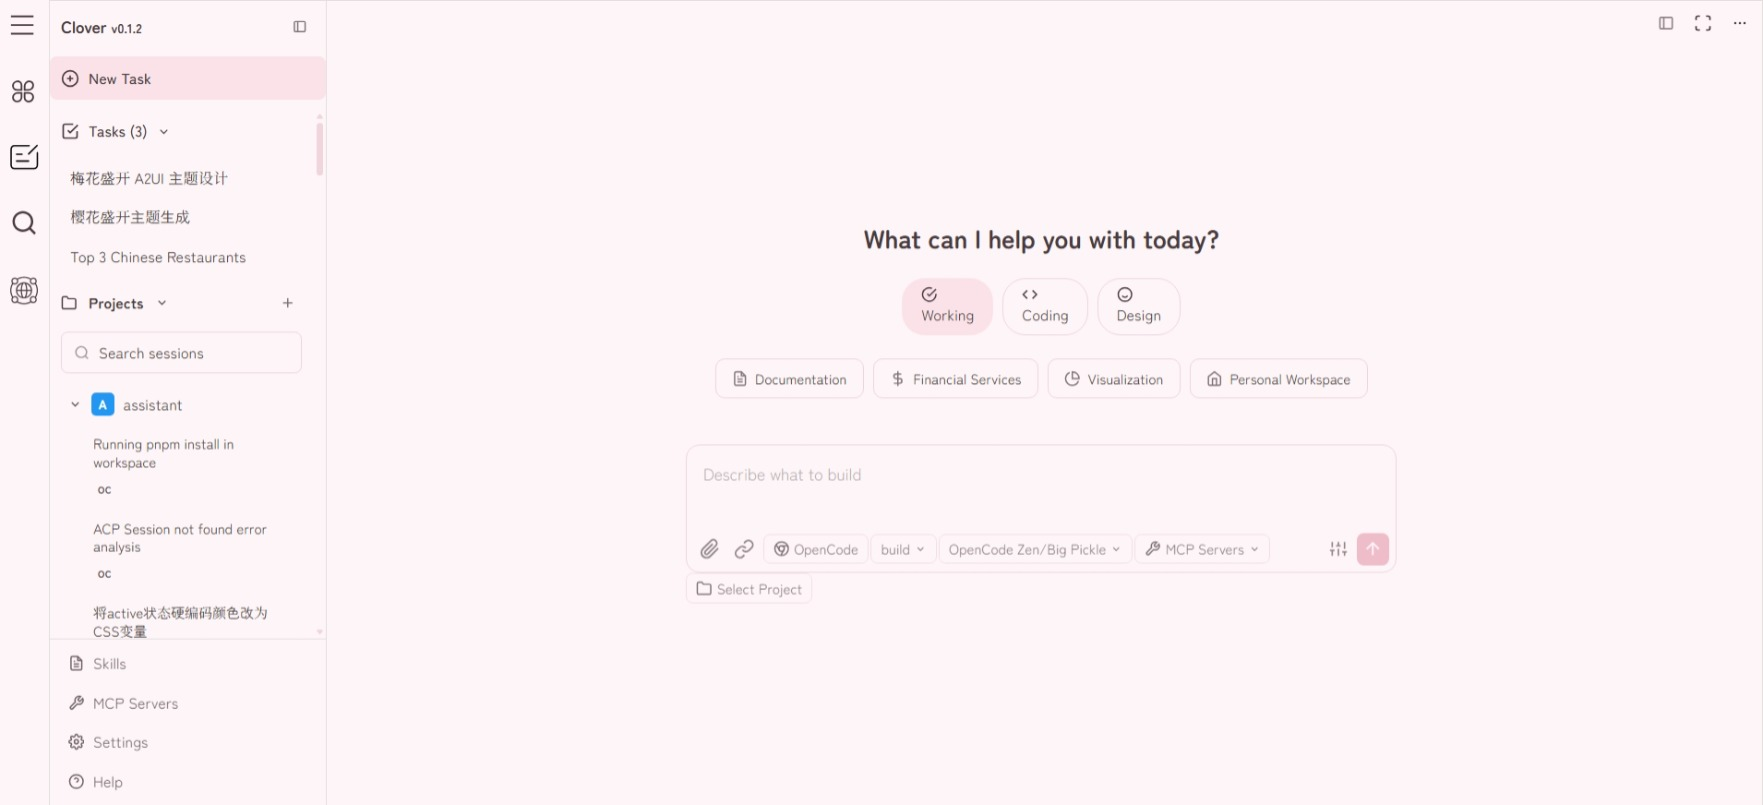 Clover v0.1.2
New Task
Tasks (3)
梅花盛开 A2UI 主题设计
樱花盛开主题生成
Top 3 Chinese Restaurants
Projects
Search sessions
A assistant
Running pnpm install in
workspace
OC
ACP Session not found error
analysis
OC
将active状态硬编码颜色改为
CSS变量
Skills
MCP Servers
Settings
Help
What can I help you with today?
Working
Coding
Design
Documentation
Financial Services
Visualization
Personal Workspace
Describe what to build
OpenCode
build
OpenCode Zen/Big Pickle
MCP Servers
Select Project